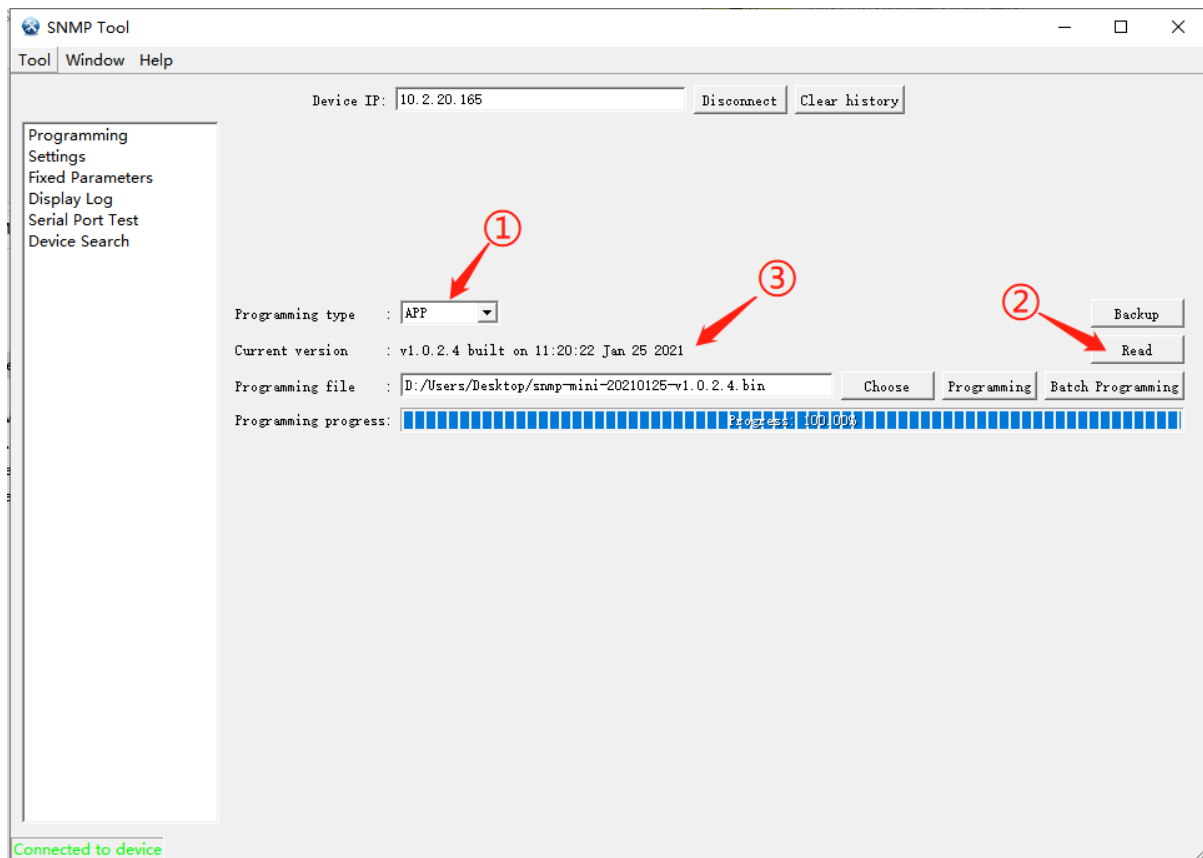 SNMP Tool
Tool Window Help
Device IP: 10.2.20.165 Disconnect Clear history
Programming
Settings
Fixed Parameters
Display Log
Serial Port Test
Device Search
①
③
②
Programming type : APP Backup
Current version : v1.0.2.4 built on 11:20:22 Jan 25 2021 Read
Programming file : D:/Users/Desktop/snmp-mini-20210125-v1.0.2.4.bin Choose Programming Batch Programming
Programming progress: Progress: 100.00%
Connected to device